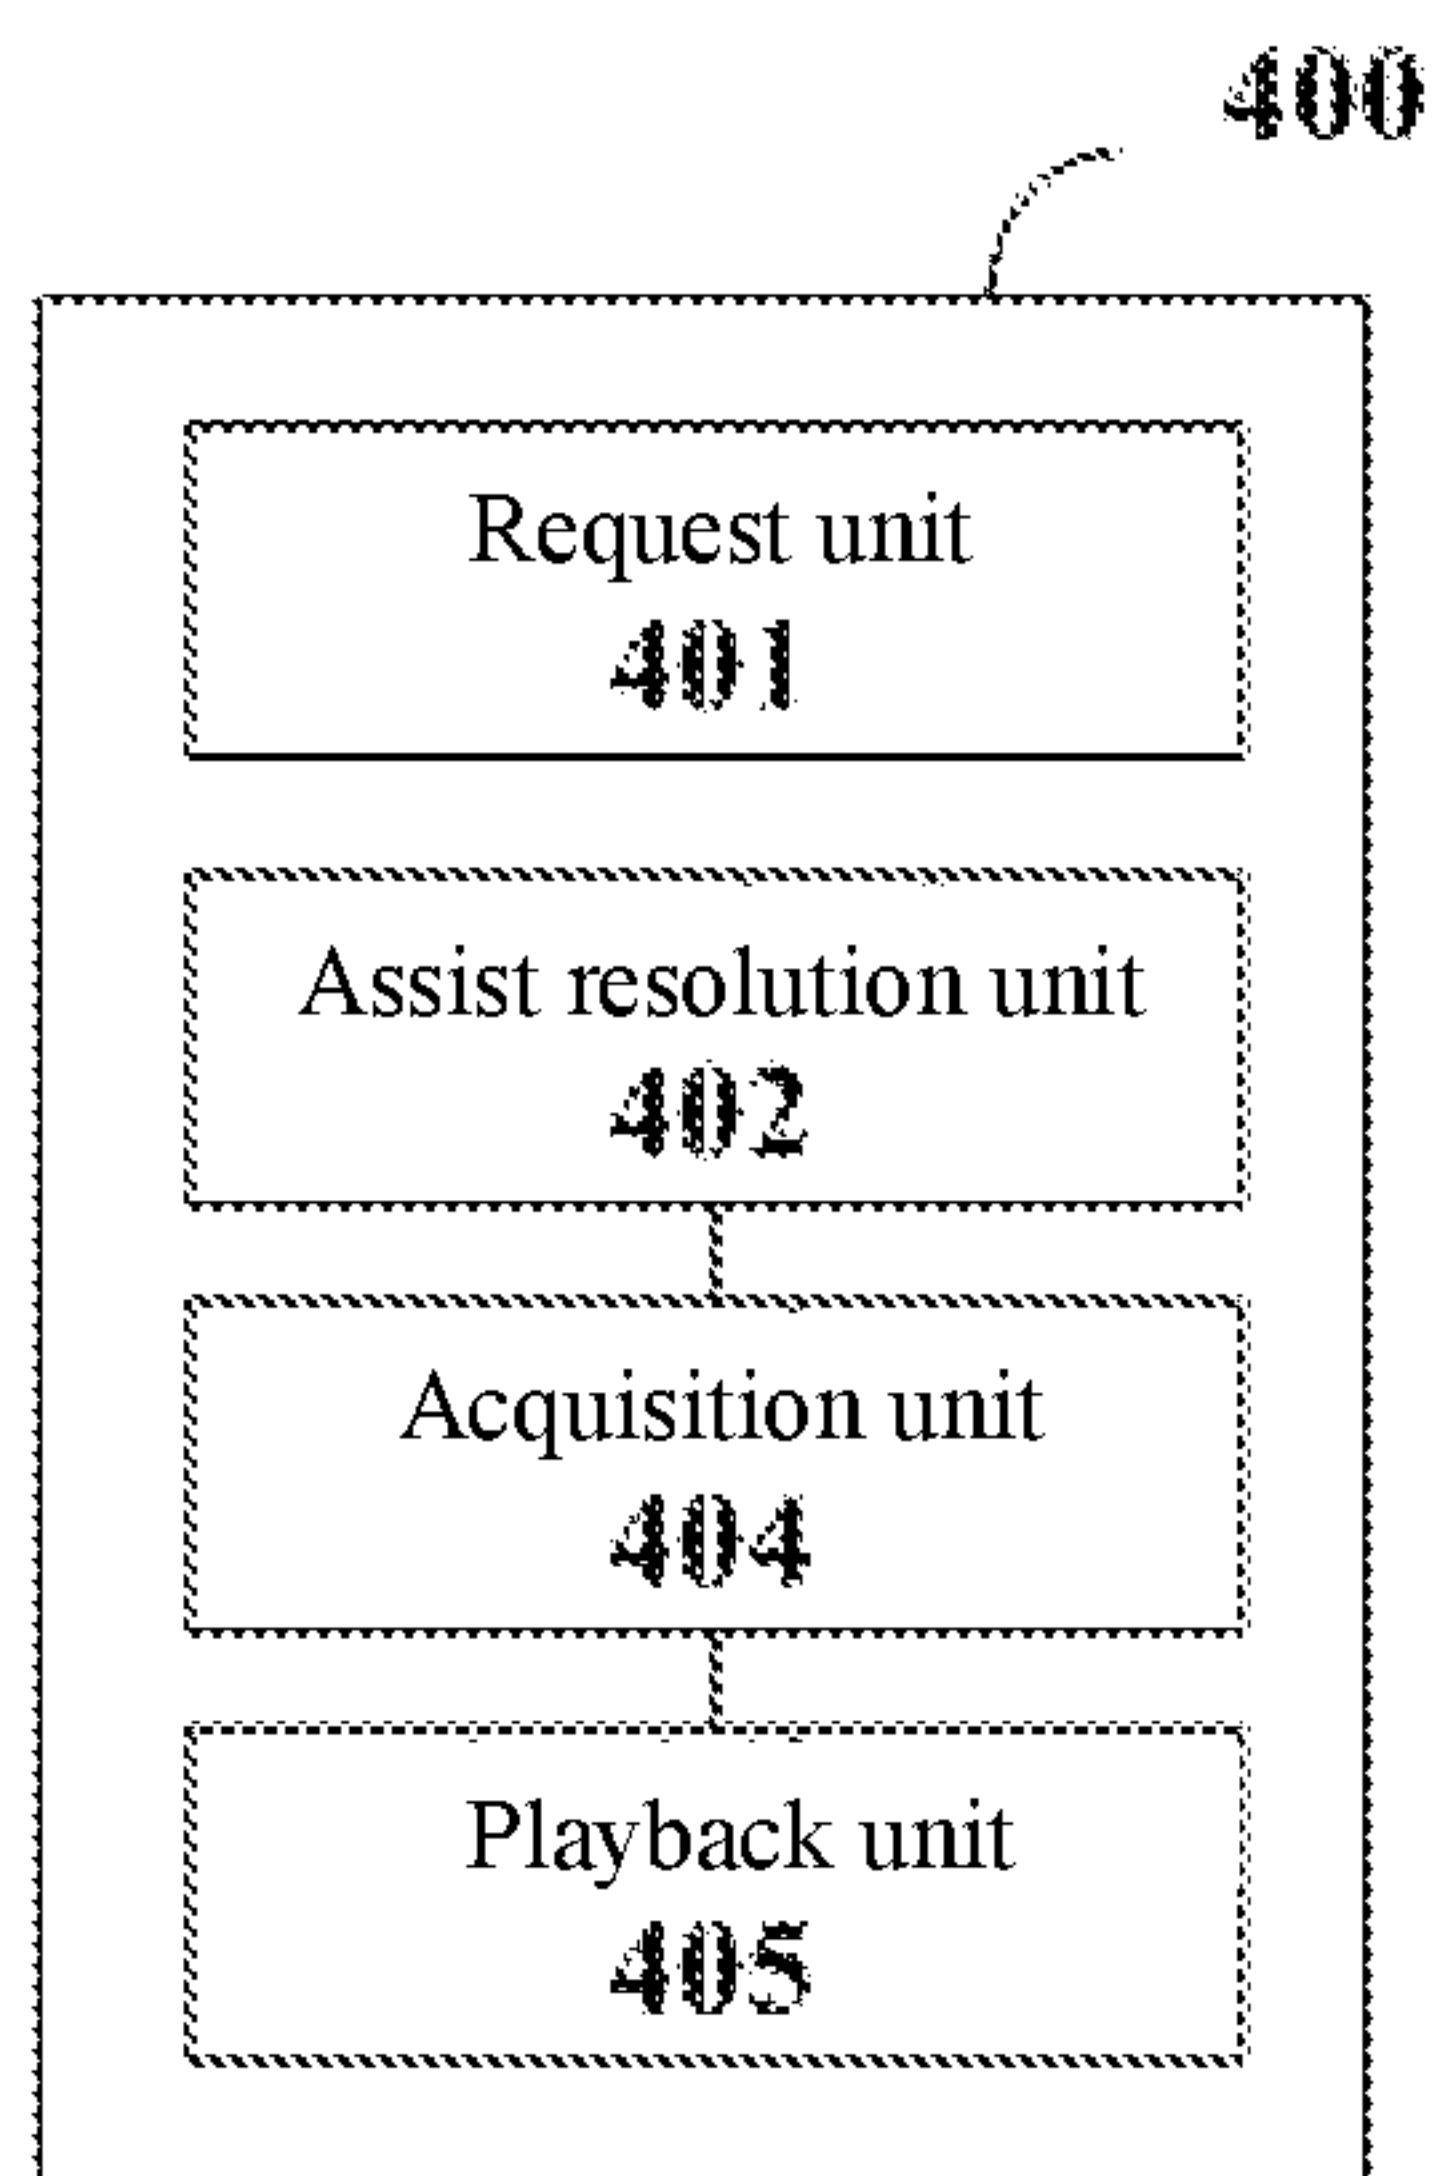 400
Request unit
401
Assist resolution unit
402
Acquisition unit
404
Playback unit
405